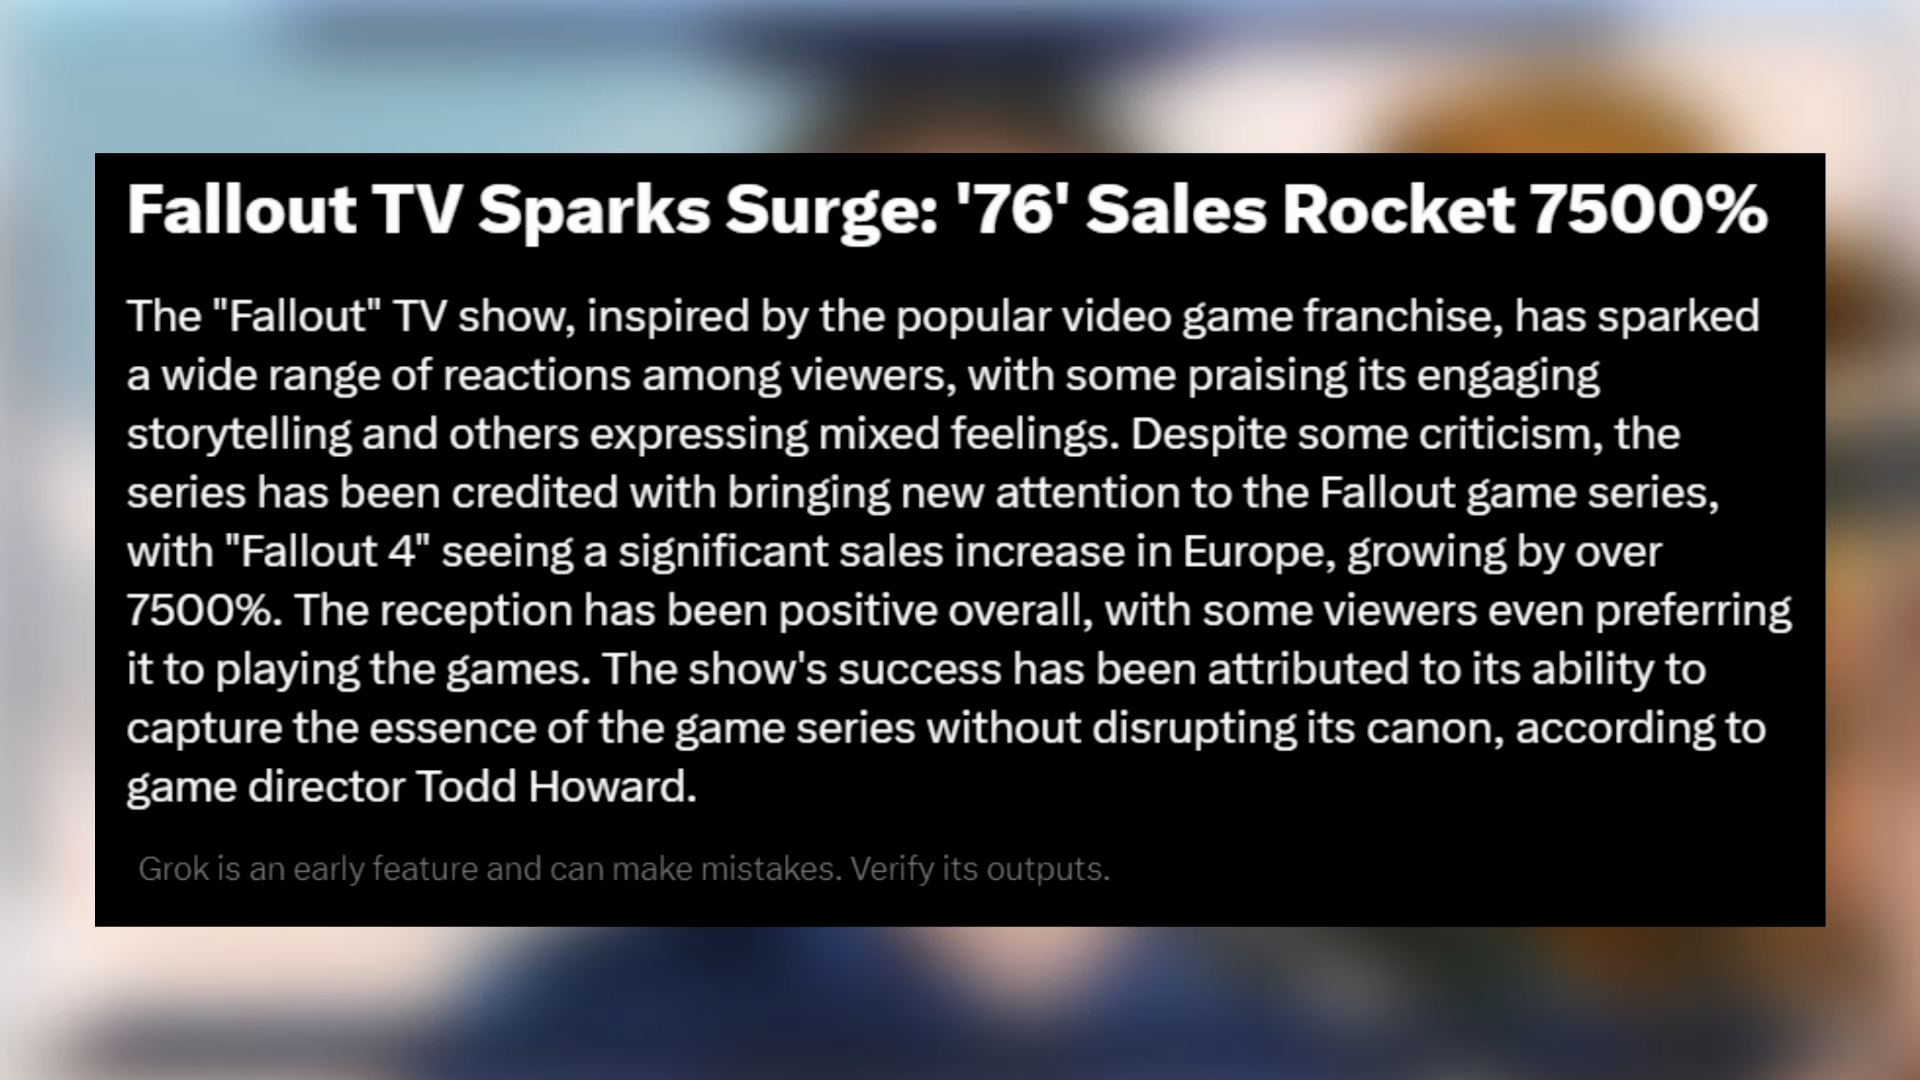 Fallout TV Sparks Surge: '76' Sales Rocket 7500%
The "Fallout" TV show, inspired by the popular video game franchise, has sparked
a wide range of reactions among viewers, with some praising its engaging
storytelling and others expressing mixed feelings. Despite some criticism, the
series has been credited with bringing new attention to the Fallout game series,
with "Fallout 4" seeing a significant sales increase in Europe, growing by over
7500%. The reception has been positive overall, with some viewers even preferring
it to playing the games. The show's success has been attributed to its ability to
capture the essence of the game series without disrupting its canon, according to
game director Todd Howard.
Grok is an early feature and can make mistakes. Verify its outputs.